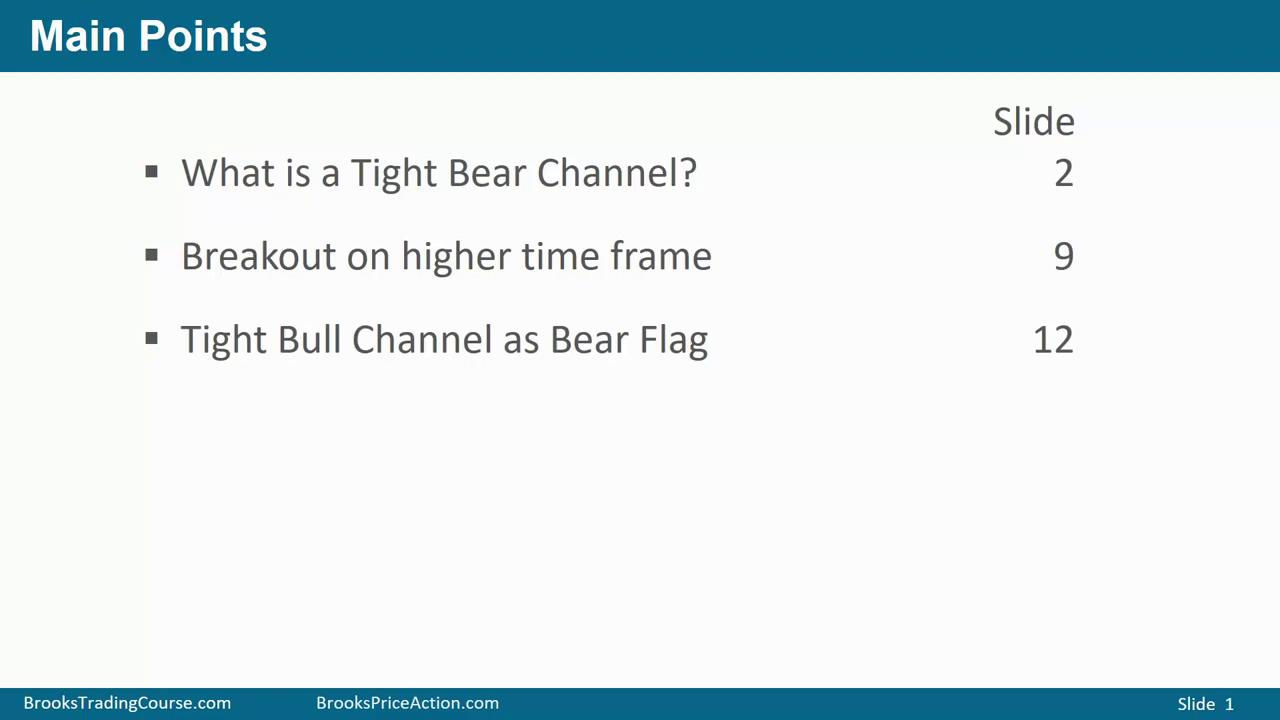 Main Points
Slide
▪ What is a Tight Bear Channel? 2
▪ Breakout on higher time frame 9
▪ Tight Bull Channel as Bear Flag 12
BrooksTradingCourse.com BrooksPriceAction.com Slide 1